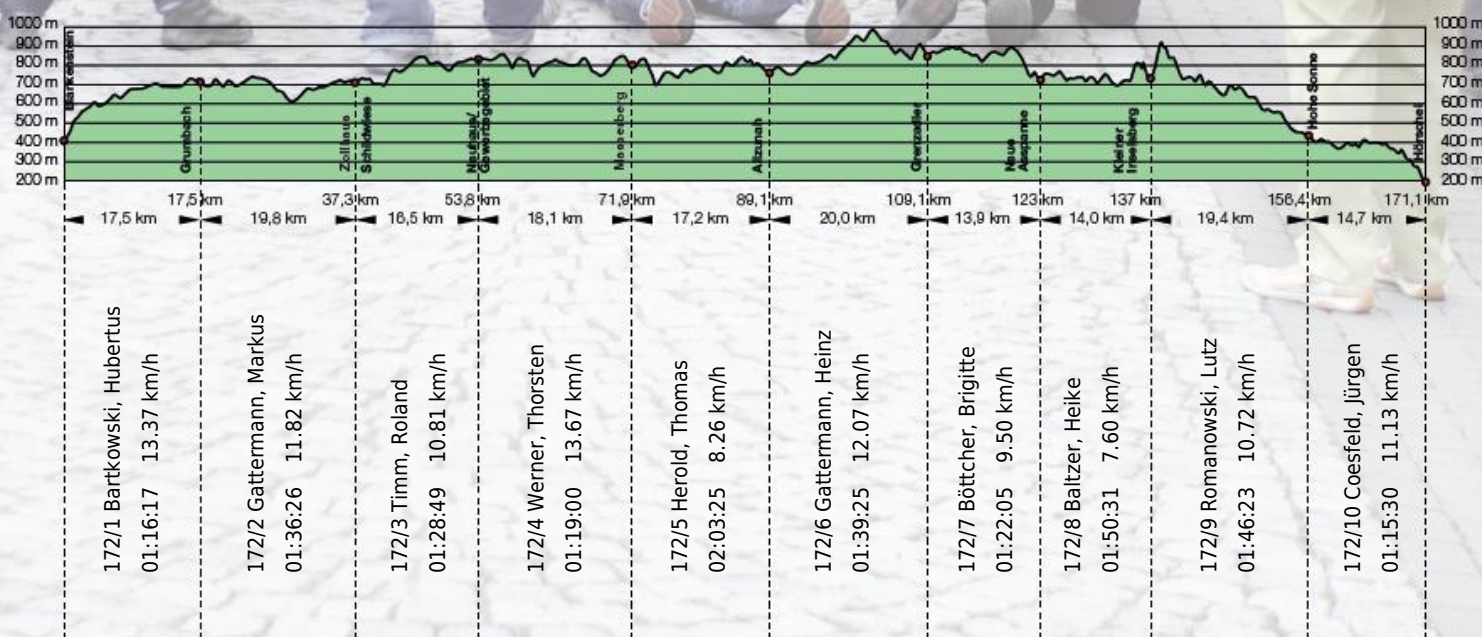 1000 m
900 m
800 m
700 m
600 m
500 m
400 m
300 m
200 m
1000 m
900 m
800 m
700 m
600 m
500 m
400 m
300 m
200 m
Blankenstein
Grumbach
Zollhaus
Schildwiese
Neuhaus/
Masserberg
Allzunah
Grenzadler
Neue
Ausspanne
Kleiner
Inselsberg
Hohe Sonne
Hörschel
17,5 km
37,3 km
53,8 km
71,9 km
89,1 km
109,1 km
123 km
137 km
156,4 km
171,1 km
17,5 km
19,8 km
16,5 km
18,1 km
17,2 km
20,0 km
13,9 km
14,0 km
19,4 km
14,7 km
172/1 Bartkowski, Hubertus
01:16:17 13.37 km/h
172/2 Gattermann, Markus
01:36:26 11.82 km/h
172/3 Timm, Roland
01:28:49 10.81 km/h
172/4 Werner, Thorsten
01:19:00 13.67 km/h
172/5 Herold, Thomas
02:03:25 8.26 km/h
172/6 Gattermann, Heinz
01:39:25 12.07 km/h
172/7 Böttcher, Brigitte
01:22:05 9.50 km/h
172/8 Baltzer, Heike
01:50:31 7.60 km/h
172/9 Romanowski, Lutz
01:46:23 10.72 km/h
172/10 Coesfeld, Jürgen
01:15:30 11.13 km/h